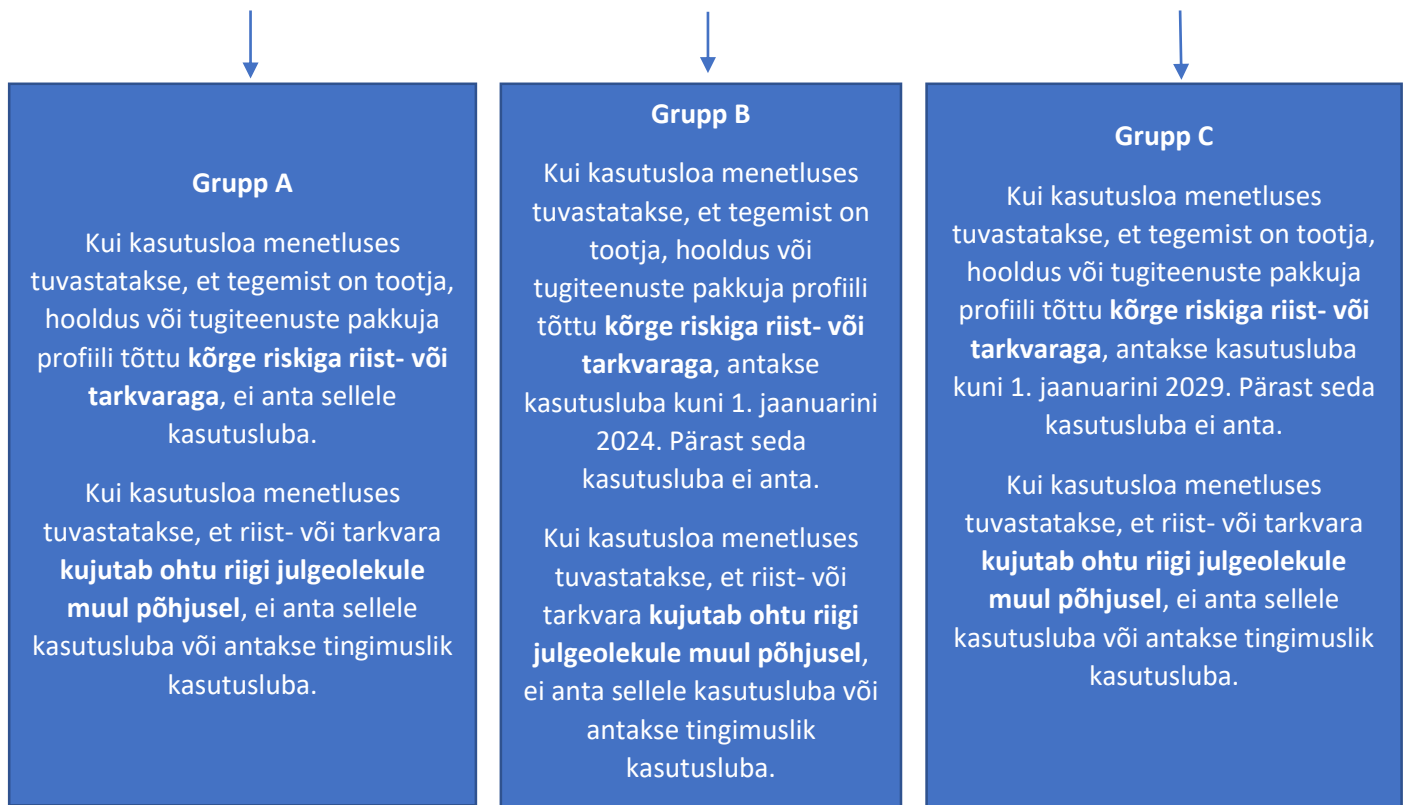 Grupp A
Kui kasutusloa menetluses
tuvastatakse, et tegemist on tootja,
hooldus või tugiteenuste pakkuja
profiili tõttu kõrge riskiga riist- või
tarkvaraga, ei anta sellele
kasutusluba.
Kui kasutusloa menetluses
tuvastatakse, et riist- või tarkvara
kujutab ohtu riigi julgeolekule
muul põhjusel, ei anta sellele
kasutusluba või antakse tingimuslik
kasutusluba.
Grupp B
Kui kasutusloa menetluses
tuvastatakse, et tegemist on
tootja, hooldus või
tugiteenuste pakkuja profiili
tõttu kõrge riskiga riist- või
tarkvaraga, antakse
kasutusluba kuni 1. jaanuarini
2024. Pärast seda
kasutusluba ei anta.
Kui kasutusloa menetluses
tuvastatakse, et riist- või
tarkvara kujutab ohtu riigi
julgeolekule muul põhjusel,
ei anta sellele kasutusluba või
antakse tingimuslik
kasutusluba.
Grupp C
Kui kasutusloa menetluses
tuvastatakse, et tegemist on tootja,
hooldus või tugiteenuste pakkuja
profiili tõttu kõrge riskiga riist- või
tarkvaraga, antakse kasutusluba
kuni 1. jaanuarini 2029. Pärast seda
kasutusluba ei anta.
Kui kasutusloa menetluses
tuvastatakse, et riist- või tarkvara
kujutab ohtu riigi julgeolekule
muul põhjusel, ei anta sellele
kasutusluba või antakse tingimuslik
kasutusluba.